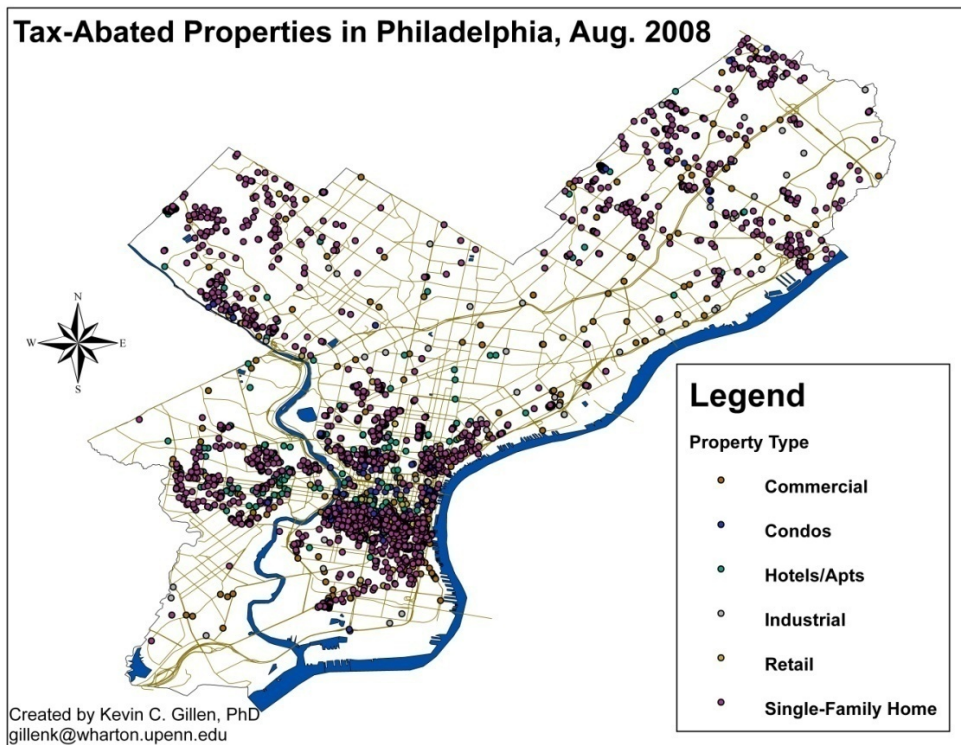 Tax-Abated Properties in Philadelphia, Aug. 2008
N
W E
S
Legend
Property Type
Commercial
Condos
Hotels/Apts
Industrial
Retail
Single-Family Home
Created by Kevin C. Gillen, PhD
gillenk@wharton.upenn.edu